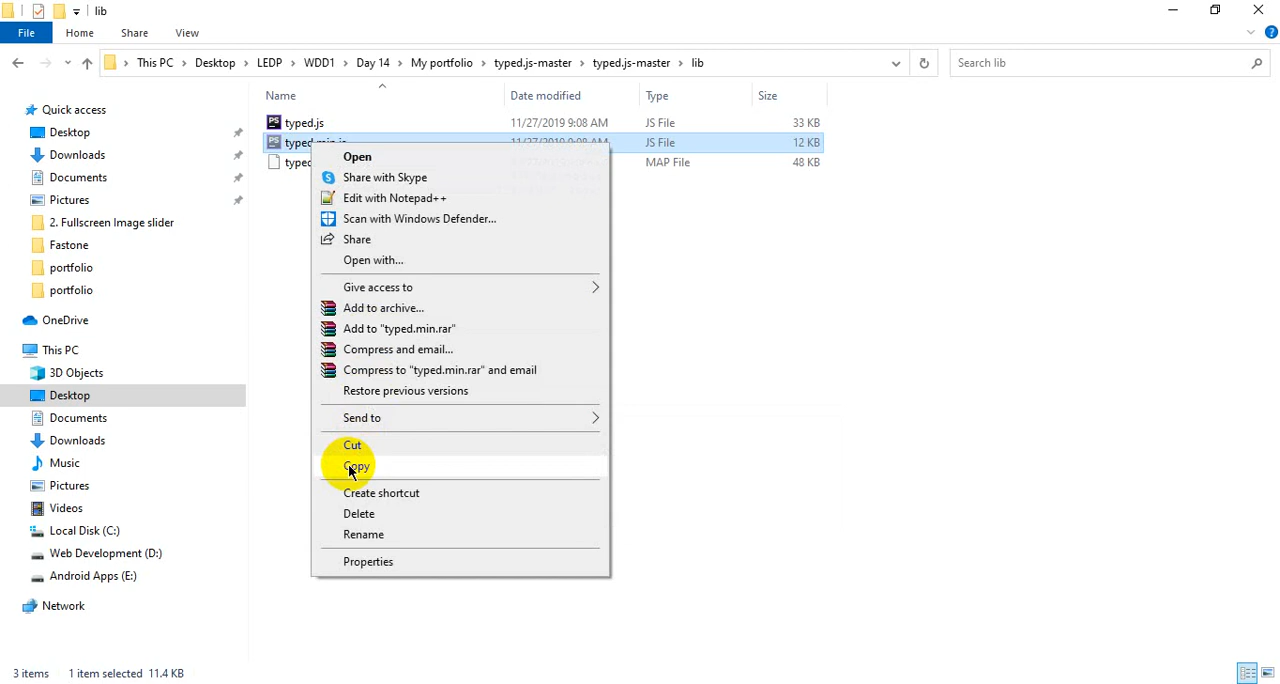 lib
File Home Share View
This PC Desktop LEDP WDD1 Day 14 My portfolio typed.js-master typed.js-master lib
Search lib
Name Date modified Type Size
typed.js 11/27/2019 9:08 AM JS File 33 KB
typed.min.js 11/27/2019 9:08 AM JS File 12 KB
typed MAP File 48 KB
Quick access
Desktop
Downloads
Documents
Pictures
2. Fullscreen Image slider
Fastone
portfolio
portfolio
OneDrive
This PC
3D Objects
Desktop
Documents
Downloads
Music
Pictures
Videos
Local Disk (C:)
Web Development (D:)
Android Apps (E:)
Network
Open
Share with Skype
Edit with Notepad++
Scan with Windows Defender...
Share
Open with...
Give access to
Add to archive...
Add to "typed.min.rar"
Compress and email...
Compress to "typed.min.rar" and email
Restore previous versions
Send to
Cut
Copy
Create shortcut
Delete
Rename
Properties
3 items 1 item selected 11.4 KB